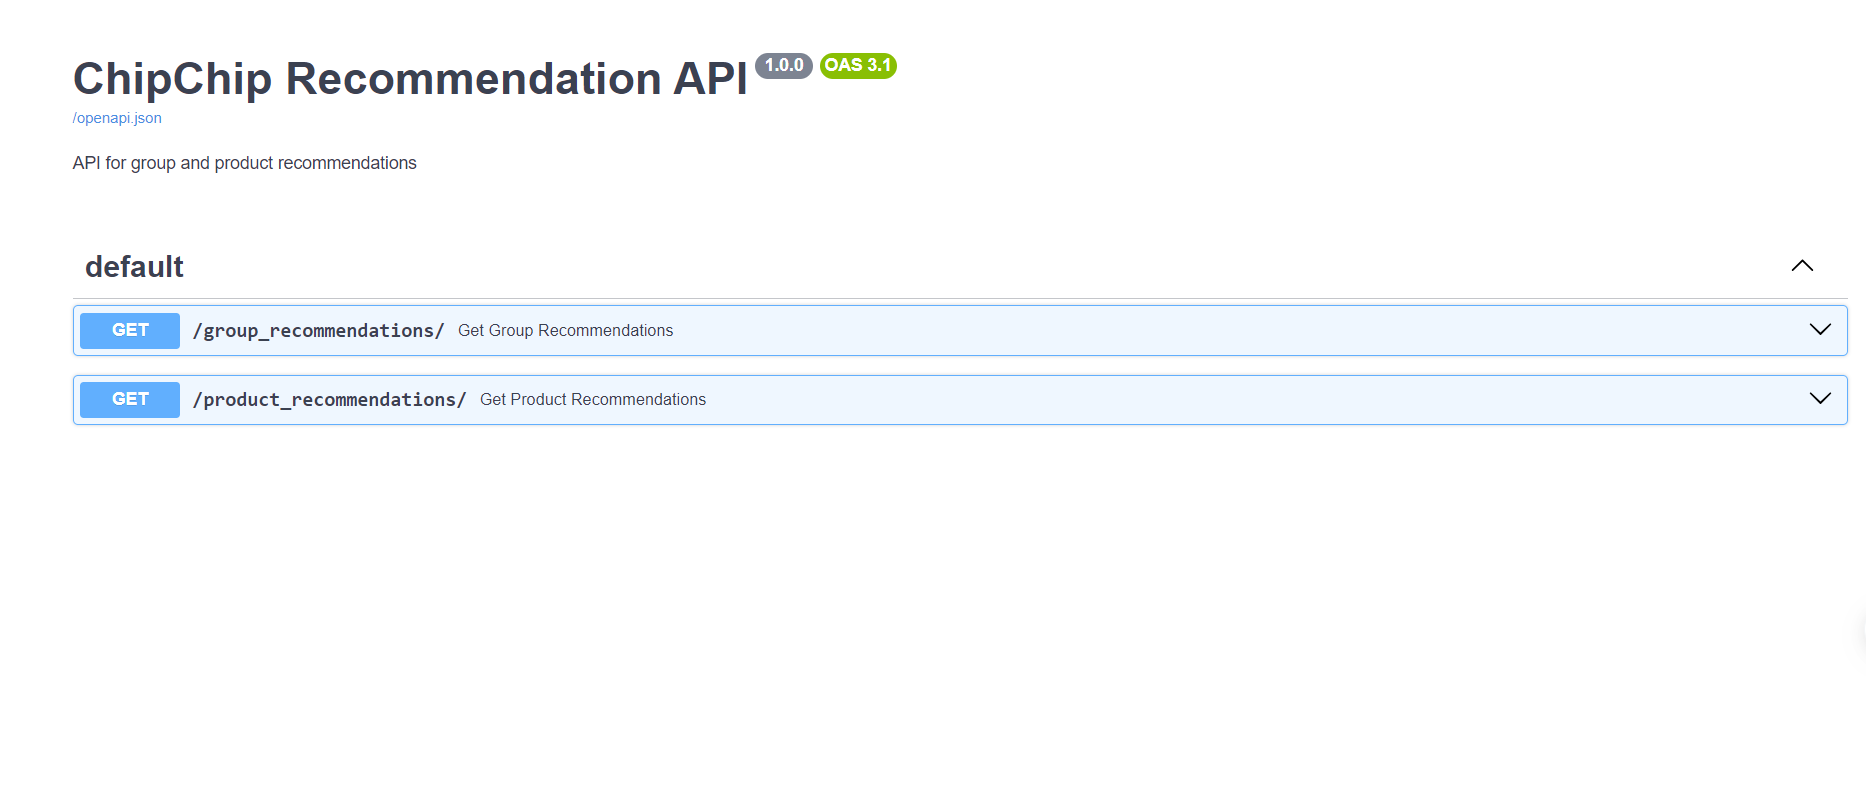 ChipChip Recommendation API 1.0.0 OAS 3.1
/openapi.json
API for group and product recommendations
default
GET /group_recommendations/ Get Group Recommendations
GET /product_recommendations/ Get Product Recommendations